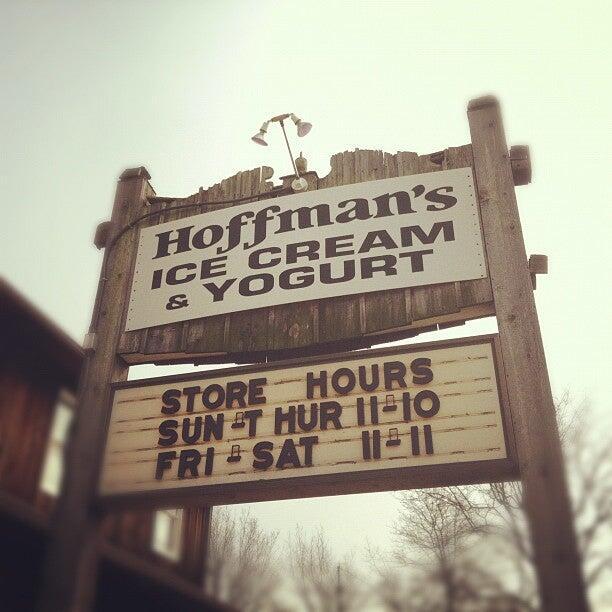 Hoffman's
ICE CREAM
& YOGURT
STORE HOURS
SUN-THUR 11-10
FRI-SAT 11-11